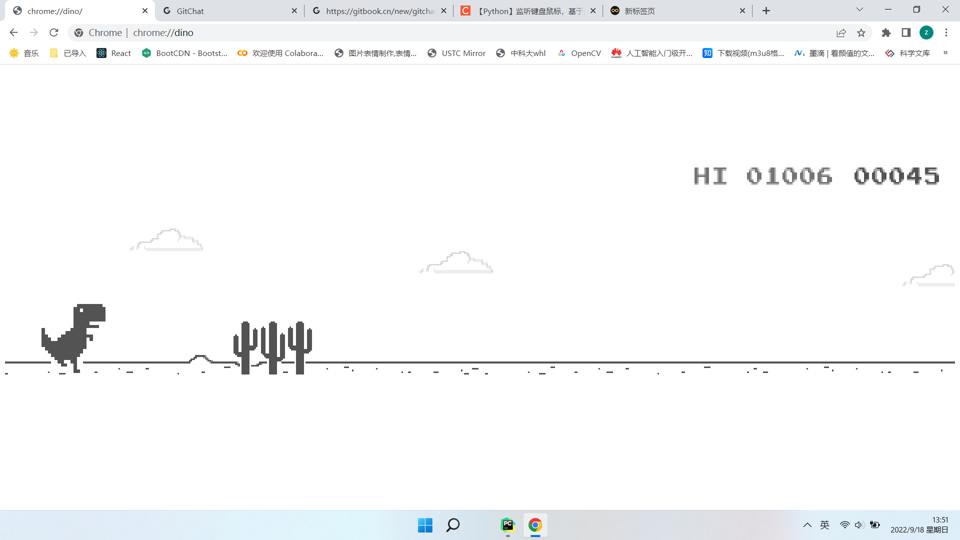 chrome://dino/
GitChat
https://gitbook.cn/new/gitcha
【Python】监听键盘鼠标，基于
新标签页
Chrome | chrome://dino
音乐
已导入
React
BootCDN - Bootst...
欢迎使用 Colabora...
图片表情制作,表情...
USTC Mirror
中科大whl
OpenCV
人工智能入门级开...
下载视频(m3u8格...
墨滴 | 看颜值的文...
科学文库
HI 01006 00045
英
13:51
2022/9/18 星期日